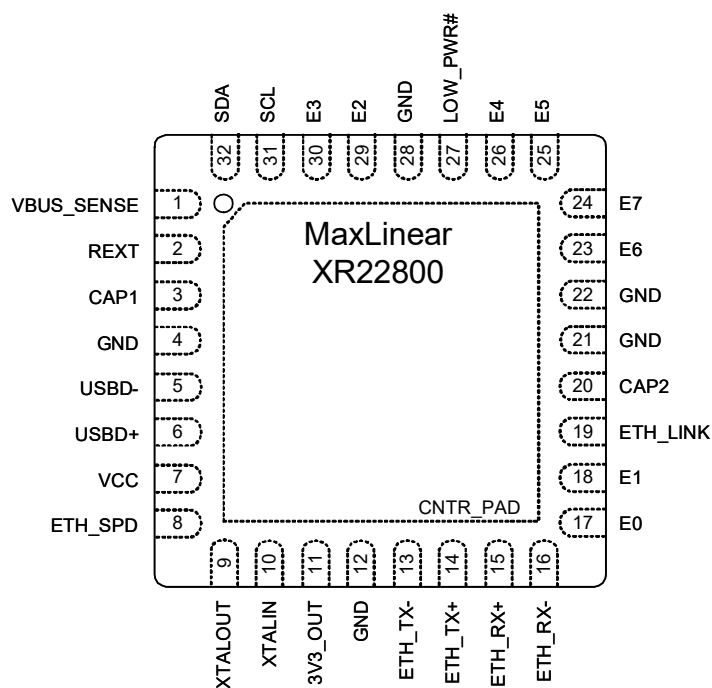 SDA
SCL
E3
E2
GND
LOW_PWR#
E4
E5
32
31
30
29
28
27
26
25
VBUS_SENSE 1
REXT 2
CAP1 3
GND 4
USBD- 5
USBD+ 6
VCC 7
ETH_SPD 8
MaxLinear
XR22800
CNTR_PAD
24 E7
23 E6
22 GND
21 GND
20 CAP2
19 ETH_LINK
18 E1
17 E0
9
10
11
12
13
14
15
16
XTALOUT
XTALIN
3V3_OUT
GND
ETH_TX-
ETH_TX+
ETH_RX+
ETH_RX-